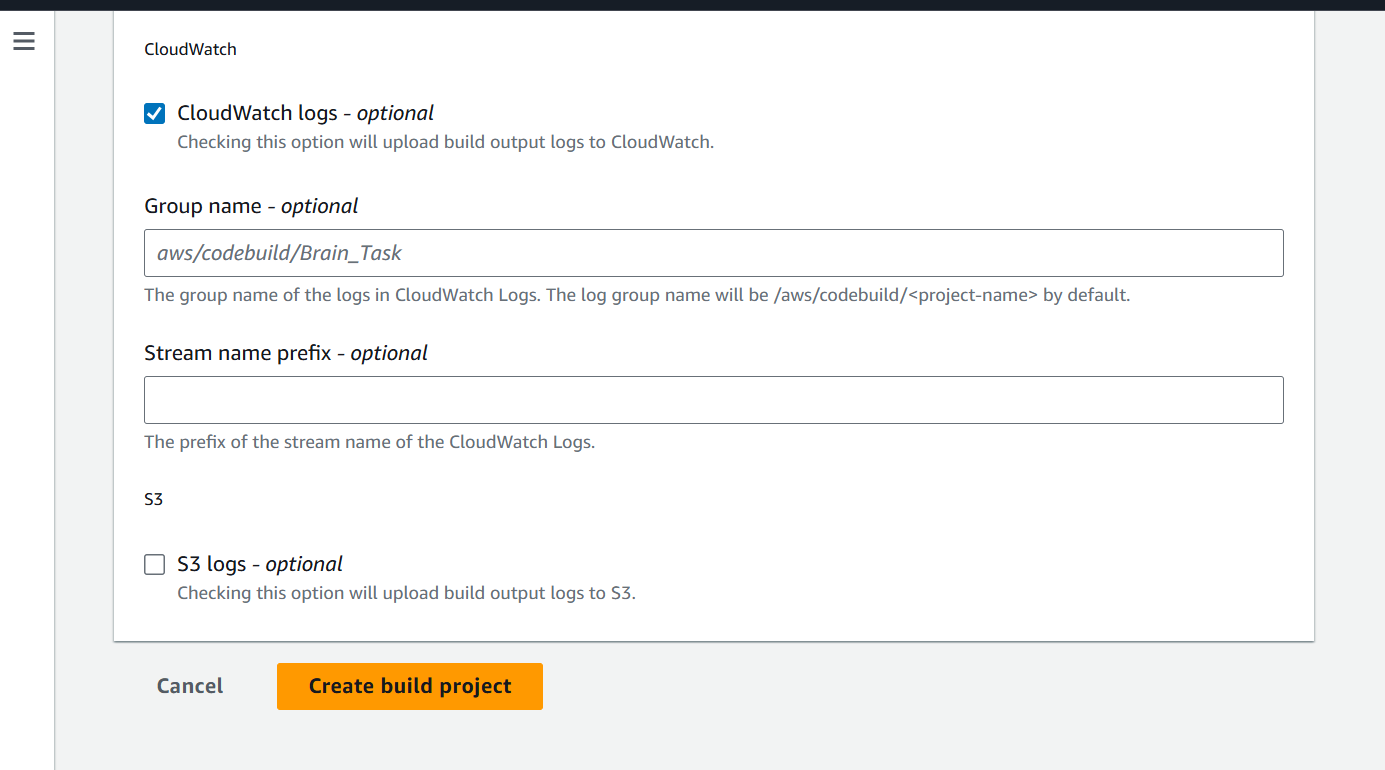 CloudWatch
CloudWatch logs - optional
Checking this option will upload build output logs to CloudWatch.
Group name - optional
aws/codebuild/Brain_Task
The group name of the logs in CloudWatch Logs. The log group name will be /aws/codebuild/<project-name> by default.
Stream name prefix - optional
The prefix of the stream name of the CloudWatch Logs.
S3
S3 logs - optional
Checking this option will upload build output logs to S3.
Cancel
Create build project